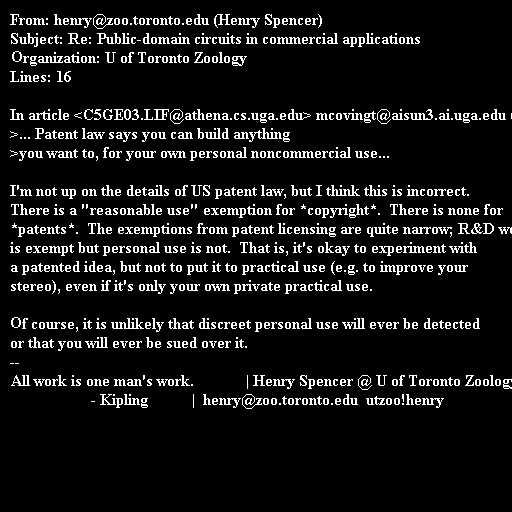 From: henry@zoo.toronto.edu (Henry Spencer)
Subject: Re: Public-domain circuits in commercial applications
Organization: U of Toronto Zoology
Lines: 16

In article <C5GE03.LIF@athena.cs.uga.edu> mcovingt@aisun3.ai.uga.edu
>... Patent law says you can build anything
>you want to, for your own personal noncommercial use...

I'm not up on the details of US patent law, but I think this is incorrect.
There is a "reasonable use" exemption for *copyright*.  There is none for
*patents*.  The exemptions from patent licensing are quite narrow; R&D
is exempt but personal use is not.  That is, it's okay to experiment with
a patented idea, but not to put it to practical use (e.g. to improve your
stereo), even if it's only your own private practical use.

Of course, it is unlikely that discreet personal use will ever be detected
or that you will ever be sued over it.
--
All work is one man's work.             | Henry Spencer @ U of Toronto Zoology
                    - Kipling           |  henry@zoo.toronto.edu  utzoo!henry